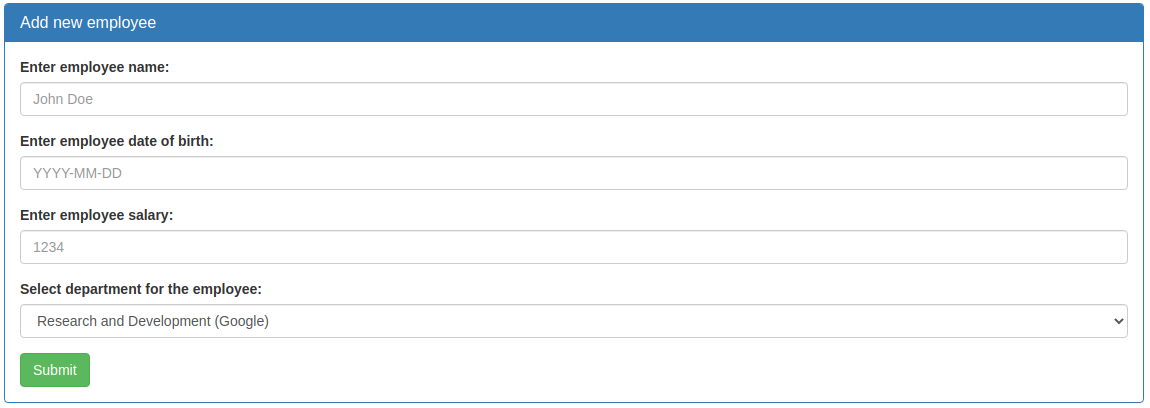 Add new employee
Enter employee name:
John Doe
Enter employee date of birth:
YYYY-MM-DD
Enter employee salary:
1234
Select department for the employee:
Research and Development (Google)
Submit